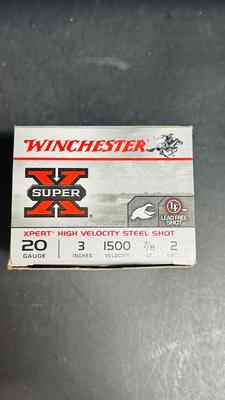 WINCHESTER
SUPER
X
LF
LEAD FREE
SHOT
XPERT® HIGH VELOCITY STEEL SHOT
20 3 1500 7/8 2
GAUGE INCHES VELOCITY OZ. SHOT